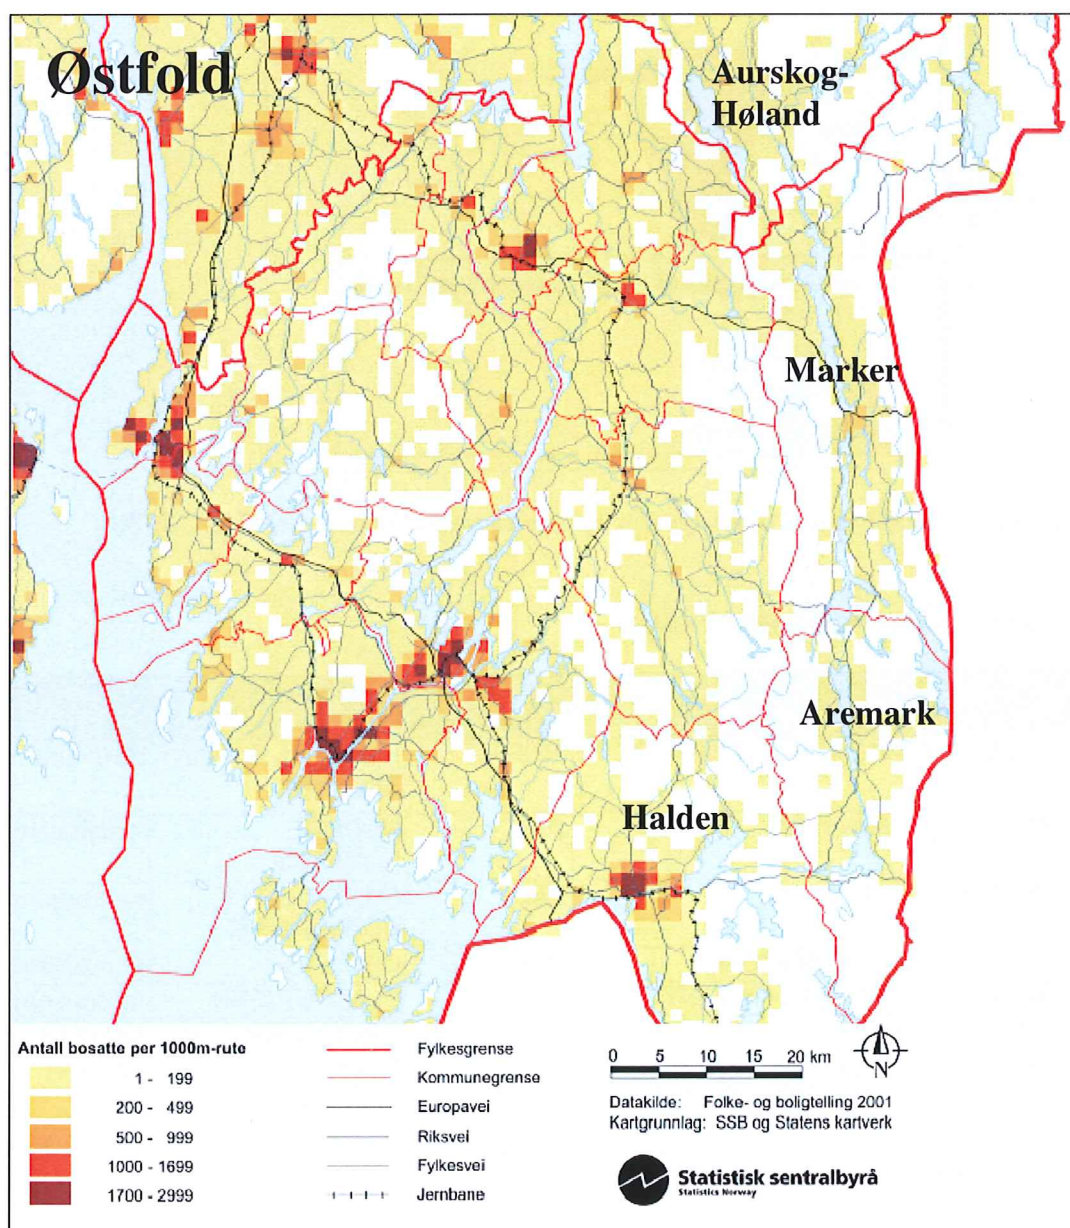 Østfold
Aurskog-
Høland
Marker
Aremark
Halden
Antall bosatte per 1000m-rute
1 - 199
200 - 499
500 - 999
1000 - 1699
1700 - 2999
Fylkesgrense
Kommunegrense
Europavei
Riksvei
Fylkesvei
Jernbane
0 5 10 15 20 km
N
Datakilde: Folke- og boligtelling 2001
Kartgrunnlag: SSB og Statens kartverk
Statistisk sentralbyrå
Statistics Norway